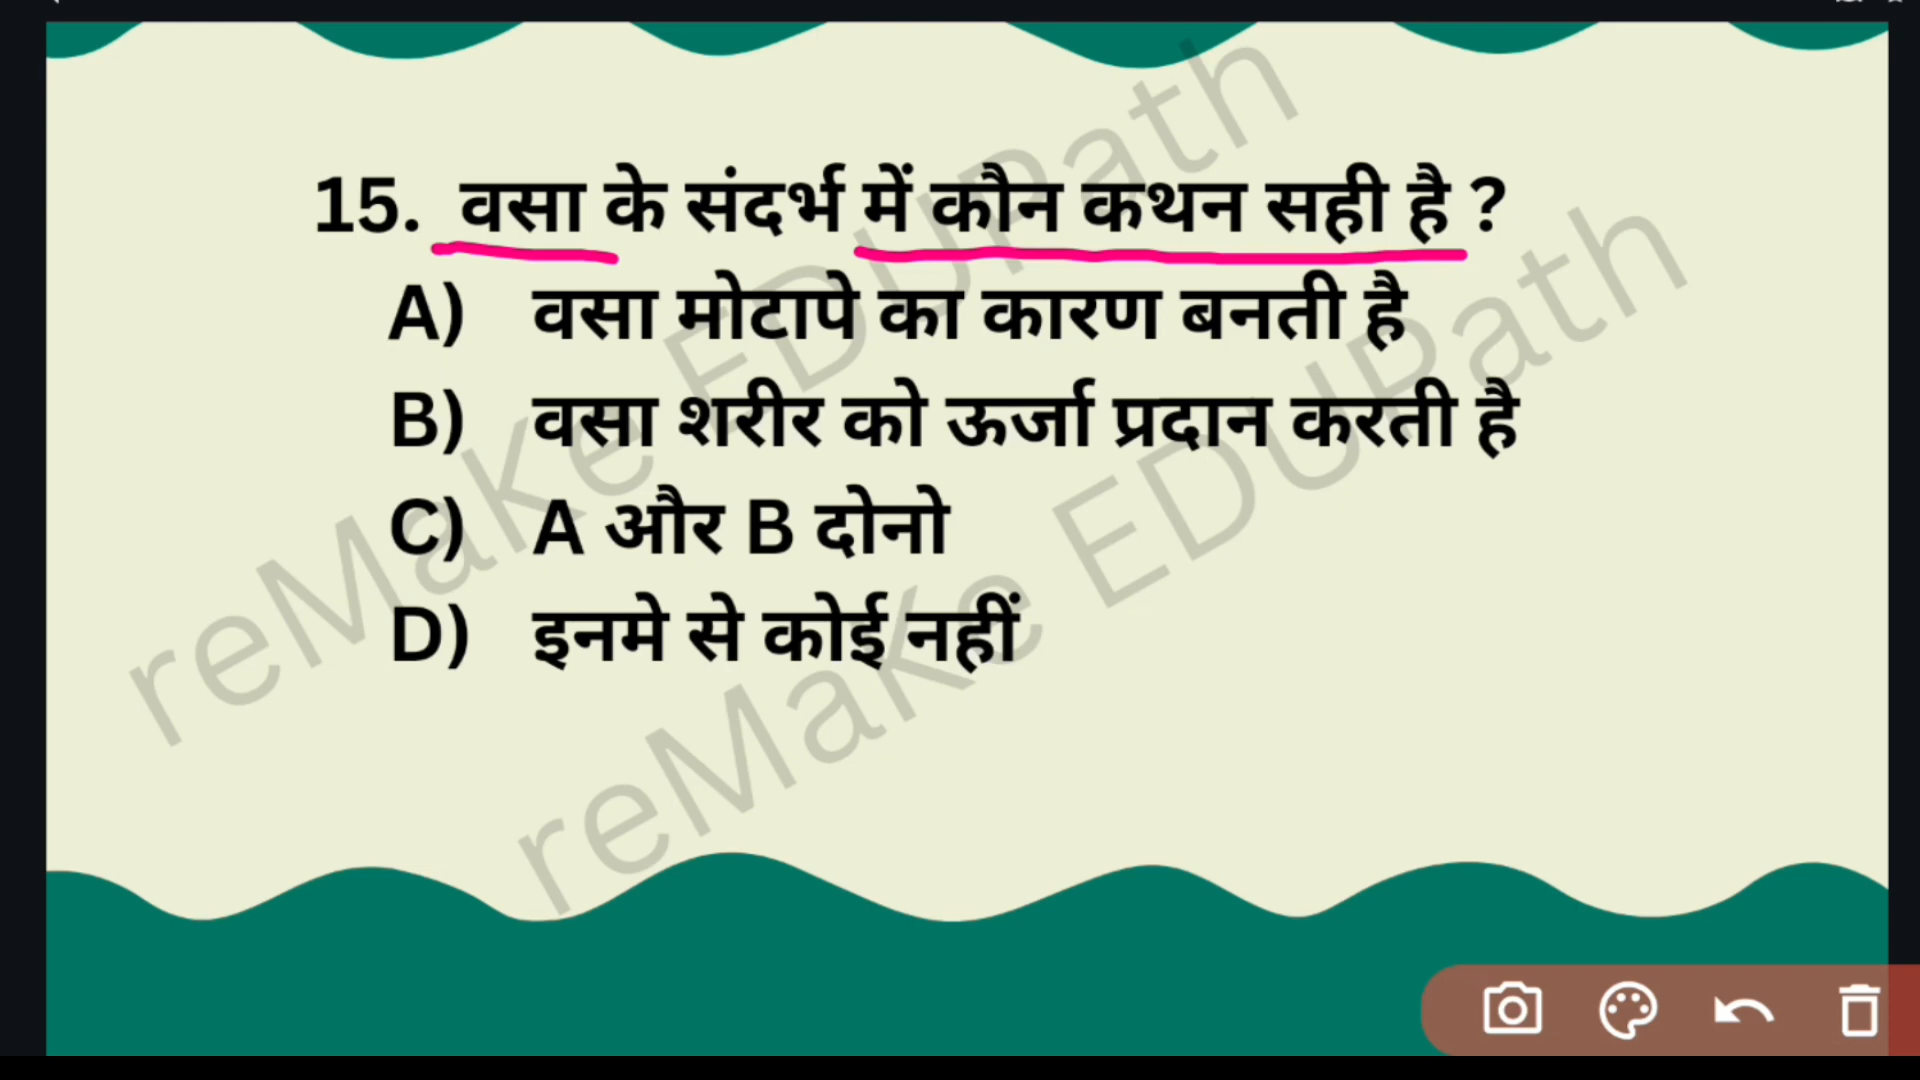 15. वसा के संदर्भ में कौन कथन सही है ?
A) वसा मोटापे का कारण बनती है
B) वसा शरीर को ऊर्जा प्रदान करती है
C) A और B दोनो
D) इनमे से कोई नहीं
reMaKe EDUPath
reMaKe EDUPath